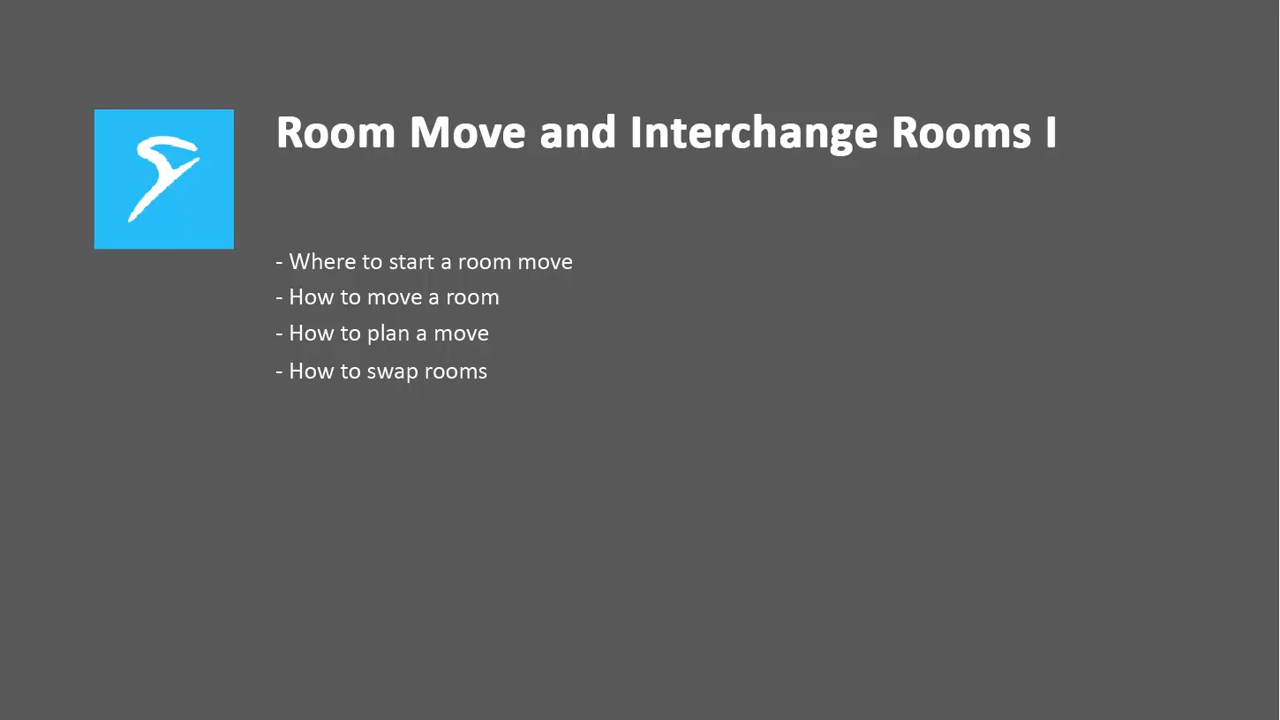 Room Move and Interchange Rooms I
- Where to start a room move
- How to move a room
- How to plan a move
- How to swap rooms